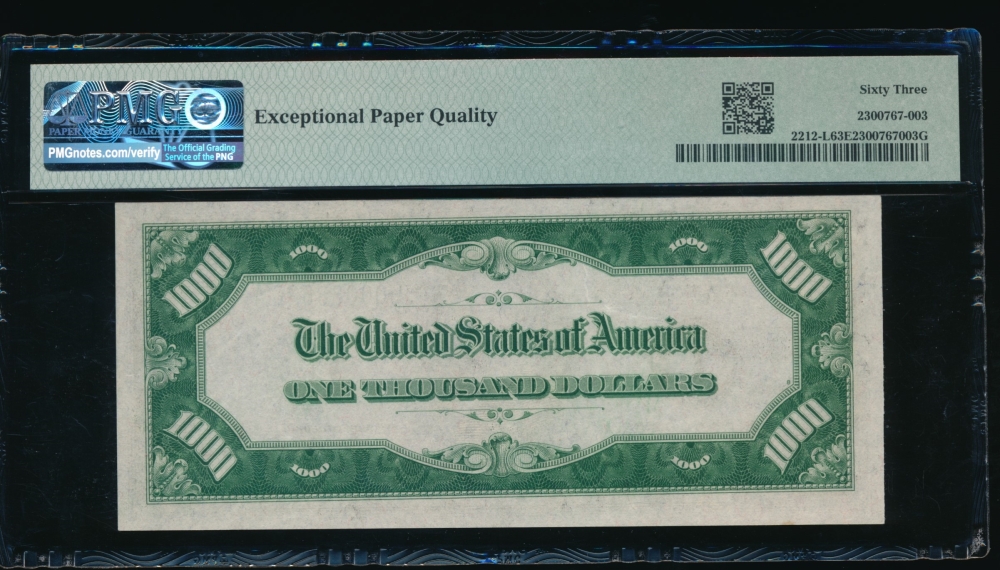 PMG
PAPER MONEY GUARANTY
PMGnotes.com/verify
The Official Grading
Service of the PNG
Exceptional Paper Quality
Sixty Three
2300767-003
2212-L63E2300767003G
1000 1000 1000 1000
The United States of America
ONE THOUSAND DOLLARS
1000 1000 1000 1000